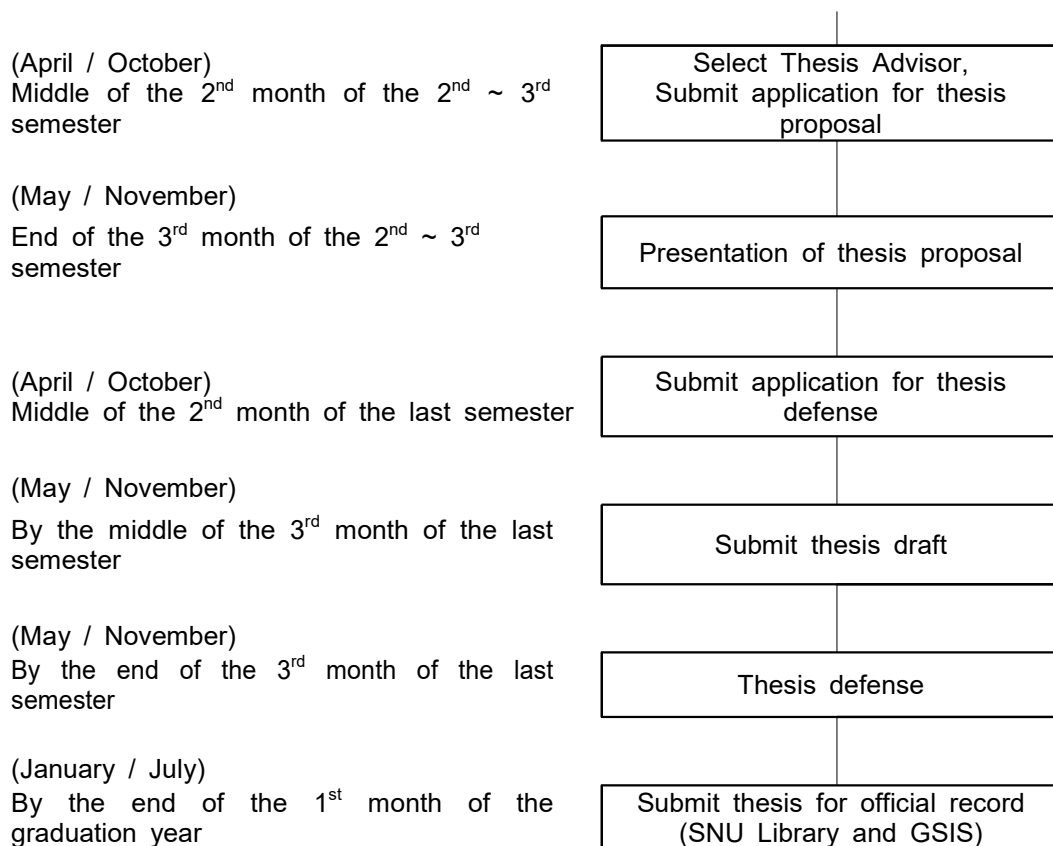 (April / October)
Middle of the 2nd month of the 2nd ~ 3rd
semester
Select Thesis Advisor,
Submit application for thesis
proposal
(May / November)
End of the 3rd month of the 2nd ~ 3rd
semester
Presentation of thesis proposal
(April / October)
Middle of the 2nd month of the last semester
Submit application for thesis
defense
(May / November)
By the middle of the 3rd month of the last
semester
Submit thesis draft
(May / November)
By the end of the 3rd month of the last
semester
Thesis defense
(January / July)
By the end of the 1st month of the
graduation year
Submit thesis for official record
(SNU Library and GSIS)